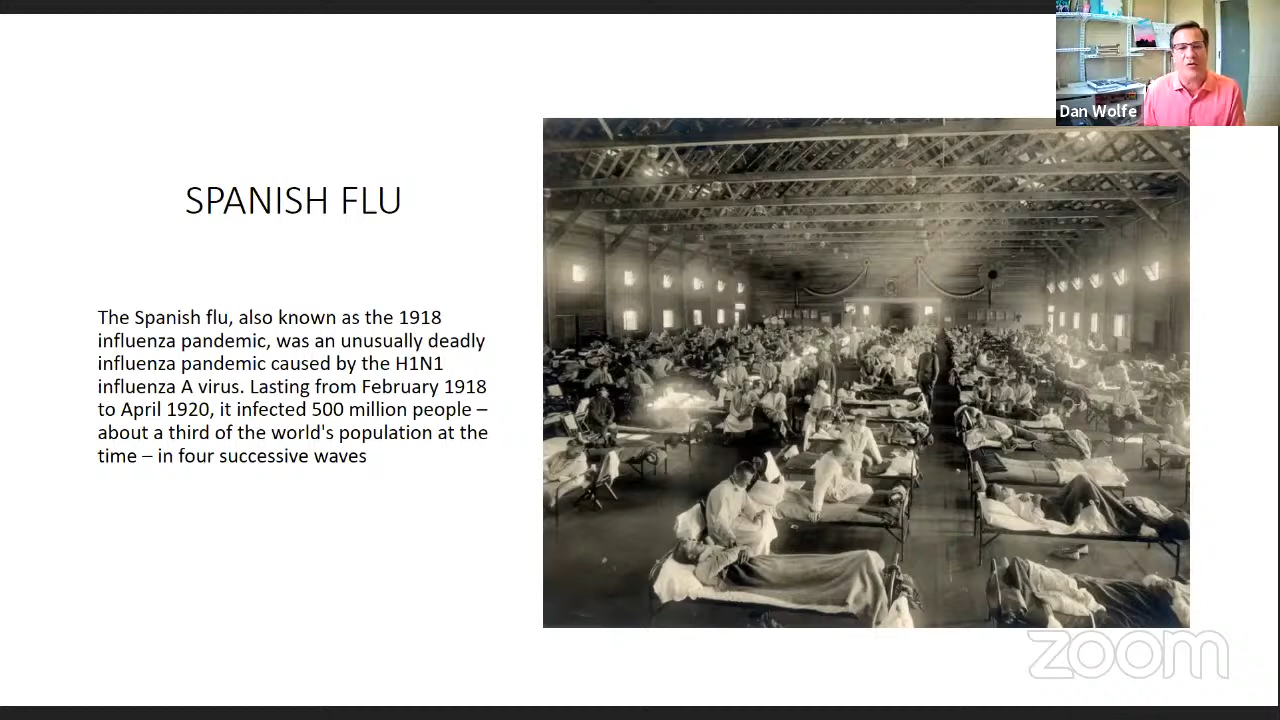 Dan Wolfe
SPANISH FLU
The Spanish flu, also known as the 1918
influenza pandemic, was an unusually deadly
influenza pandemic caused by the H1N1
influenza A virus. Lasting from February 1918
to April 1920, it infected 500 million people –
about a third of the world's population at the
time – in four successive waves
zoom